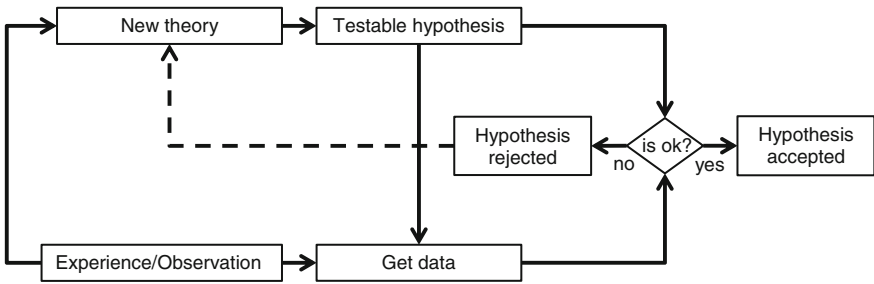 New theory
Testable hypothesis
Hypothesis
rejected
is ok?
no
yes
Hypothesis
accepted
Experience/Observation
Get data